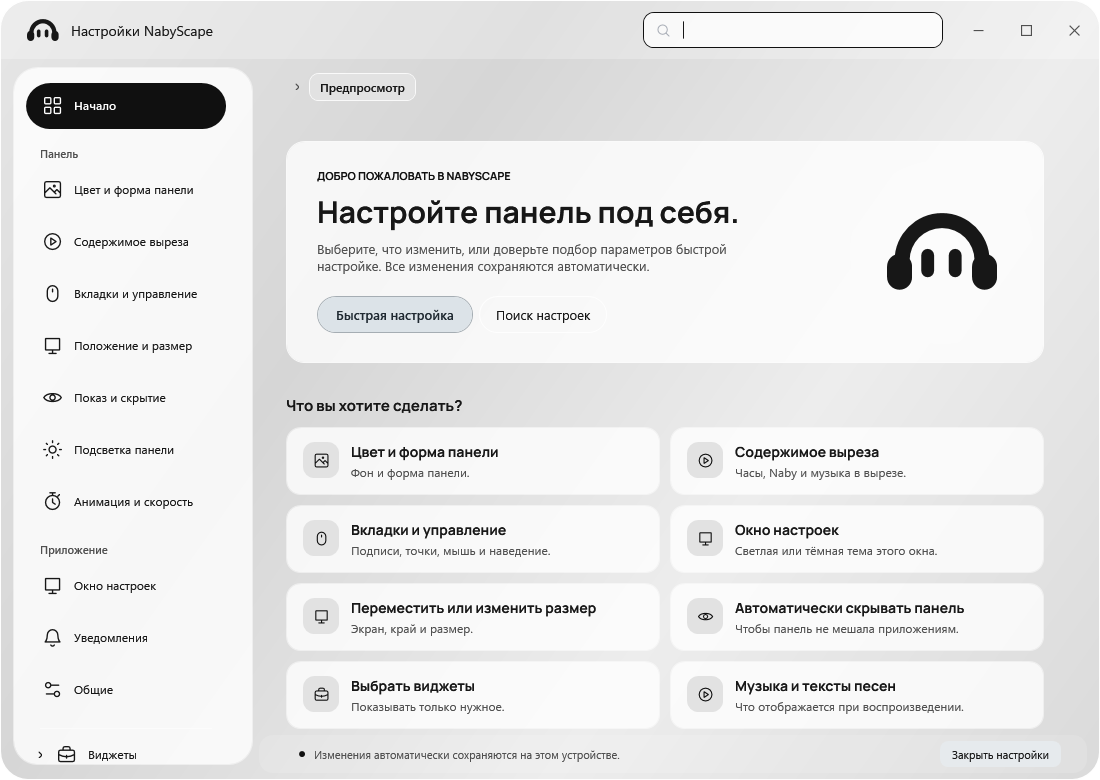 Настройки NabyScape
Начало
Панель
Цвет и форма панели
Содержимое выреза
Вкладки и управление
Положение и размер
Показ и скрытие
Подсветка панели
Анимация и скорость
Приложение
Окно настроек
Уведомления
Общие
Виджеты
Предпросмотр
ДОБРО ПОЖАЛОВАТЬ В NABYSCAPE
Настройте панель под себя.
Выберите, что изменить, или доверьте подбор параметров быстрой
настройке. Все изменения сохраняются автоматически.
Быстрая настройка
Поиск настроек
Что вы хотите сделать?
Цвет и форма панели
Фон и форма панели.
Содержимое выреза
Часы, Naby и музыка в вырезе.
Вкладки и управление
Подписи, точки, мышь и наведение.
Окно настроек
Светлая или тёмная тема этого окна.
Переместить или изменить размер
Экран, край и размер.
Автоматически скрывать панель
Чтобы панель не мешала приложениям.
Выбрать виджеты
Показывать только нужное.
Музыка и тексты песен
Что отображается при воспроизведении.
Изменения автоматически сохраняются на этом устройстве.
Закрыть настройки